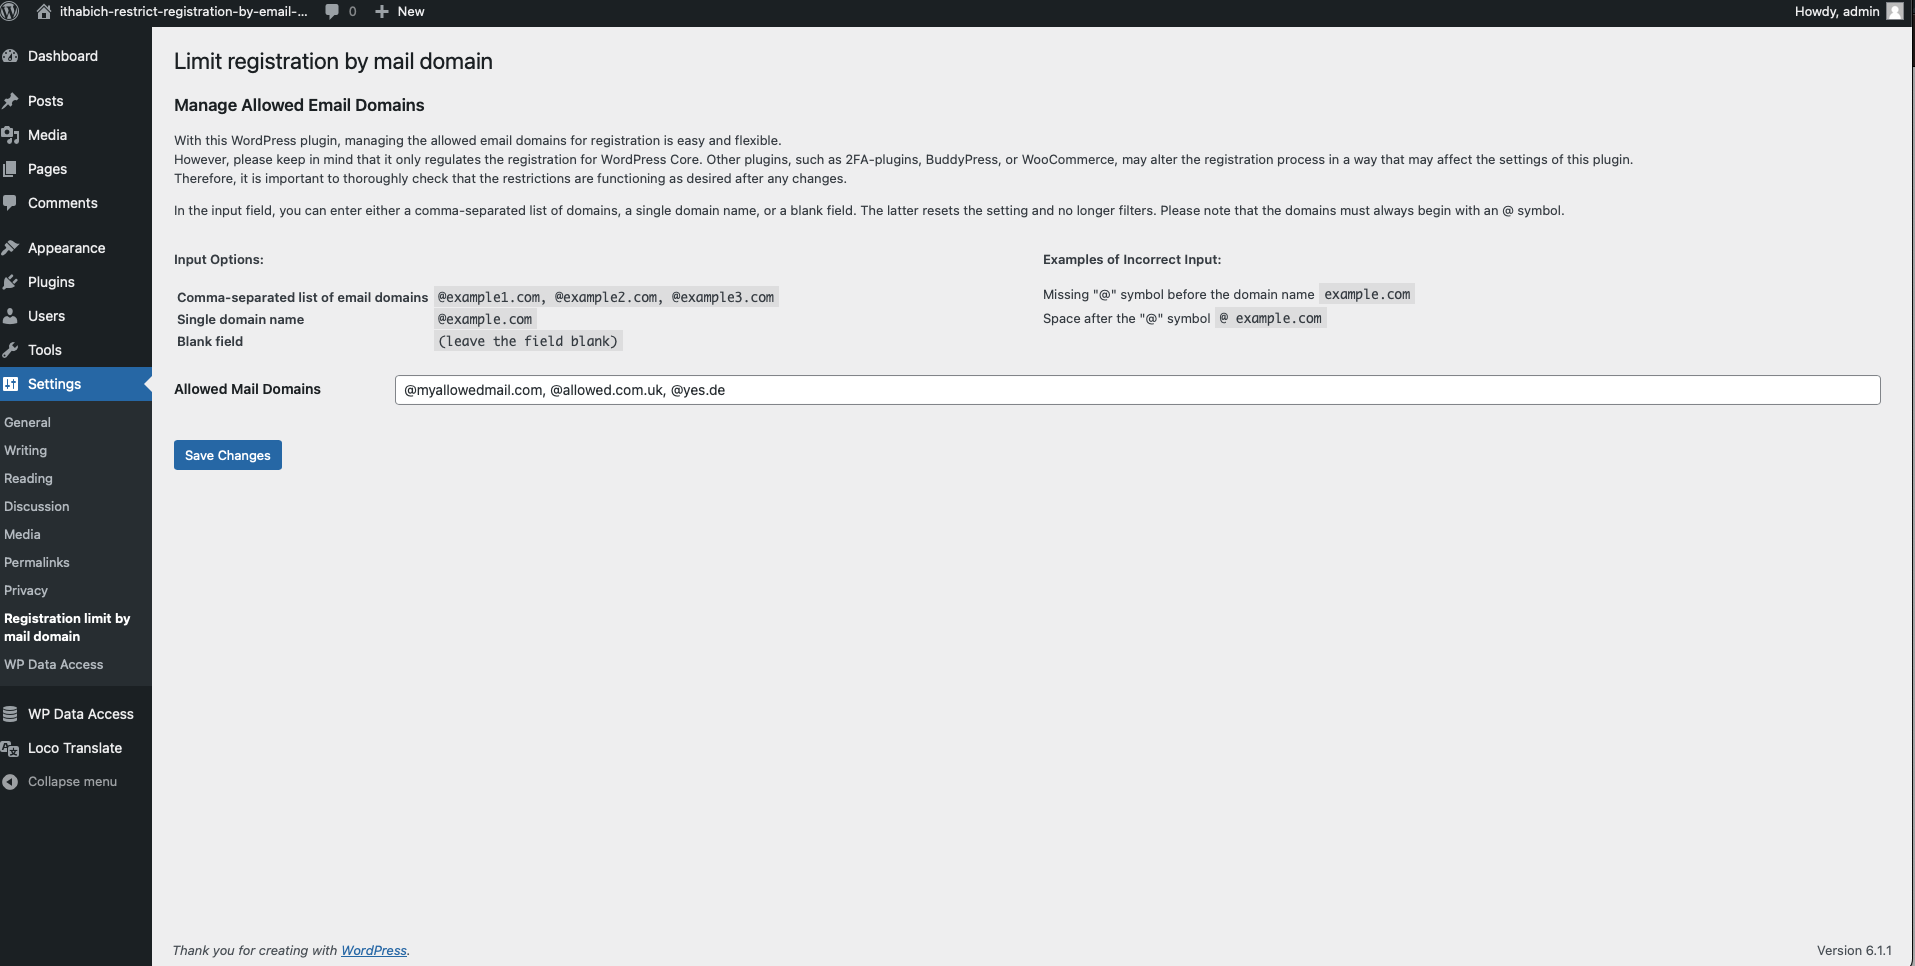 ithabich-restrict-registration-by-email-...
0
New
Howdy, admin
Dashboard
Posts
Media
Pages
Comments
Appearance
Plugins
Users
Tools
Settings
General
Writing
Reading
Discussion
Media
Permalinks
Privacy
Registration limit by
mail domain
WP Data Access
WP Data Access
Loco Translate
Collapse menu
Limit registration by mail domain
Manage Allowed Email Domains
With this WordPress plugin, managing the allowed email domains for registration is easy and flexible.
However, please keep in mind that it only regulates the registration for WordPress Core. Other plugins, such as 2FA-plugins, BuddyPress, or WooCommerce, may alter the registration process in a way that may affect the settings of this plugin.
Therefore, it is important to thoroughly check that the restrictions are functioning as desired after any changes.
In the input field, you can enter either a comma-separated list of domains, a single domain name, or a blank field. The latter resets the setting and no longer filters. Please note that the domains must always begin with an @ symbol.
Input Options:
Comma-separated list of email domains @example1.com, @example2.com, @example3.com
Single domain name @example.com
Blank field (leave the field blank)
Examples of Incorrect Input:
Missing "@" symbol before the domain name example.com
Space after the "@" symbol @ example.com
Allowed Mail Domains @myallowedmail.com, @allowed.com.uk, @yes.de
Save Changes
Thank you for creating with WordPress.
Version 6.1.1